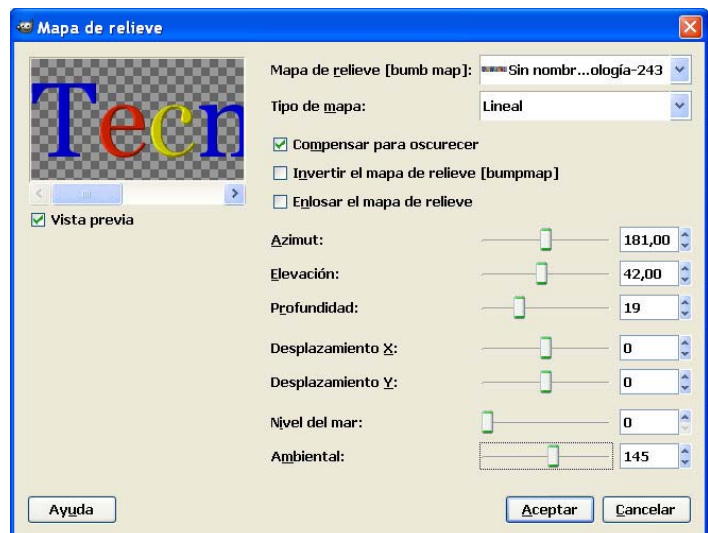 Mapa de relieve
Tecn
Vista previa
Mapa de relieve [bumb map]: Sin nombr...ología-243
Tipo de mapa: Lineal
Compensar para oscurecer
Invertir el mapa de relieve [bumpmap]
Enlosar el mapa de relieve
Azimut: 181,00
Elevación: 42,00
Profundidad: 19
Desplazamiento X: 0
Desplazamiento Y: 0
Nivel del mar: 0
Ambiental: 145
Ayuda Aceptar Cancelar